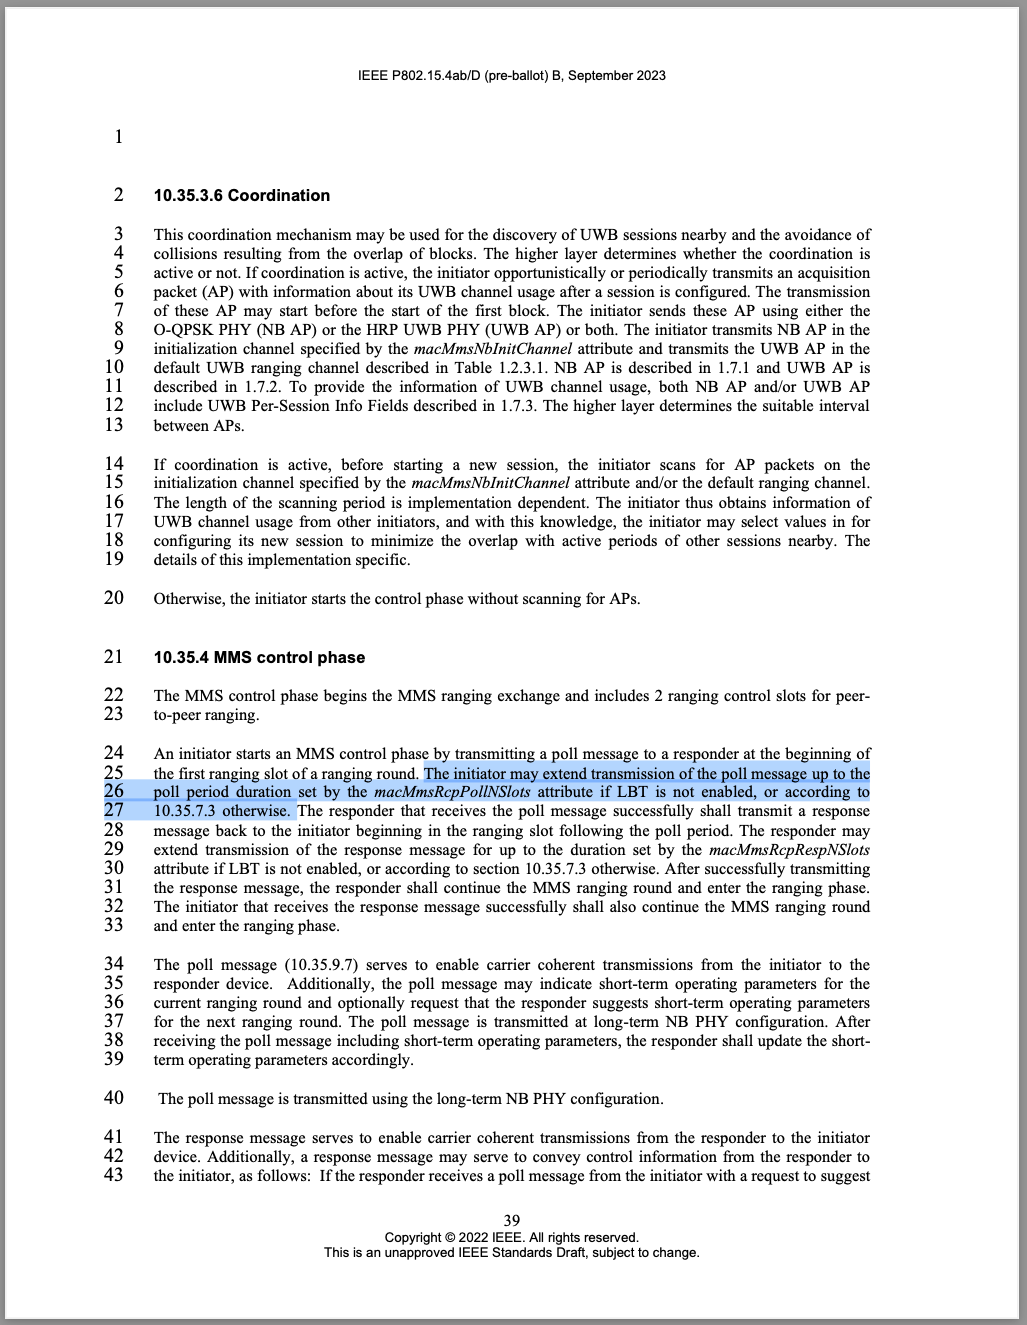 IEEE P802.15.4ab/D (pre-ballot) B, September 2023
1
2 10.35.3.6 Coordination
3 This coordination mechanism may be used for the discovery of UWB sessions nearby and the avoidance of
4 collisions resulting from the overlap of blocks. The higher layer determines whether the coordination is
5 active or not. If coordination is active, the initiator opportunistically or periodically transmits an acquisition
6 packet (AP) with information about its UWB channel usage after a session is configured. The transmission
7 of these AP may start before the start of the first block. The initiator sends these AP using either the
8 O-QPSK PHY (NB AP) or the HRP UWB PHY (UWB AP) or both. The initiator transmits NB AP in the
9 initialization channel specified by the macMmsNbInitChannel attribute and transmits the UWB AP in the
10 default UWB ranging channel described in Table 1.2.3.1. NB AP is described in 1.7.1 and UWB AP is
11 described in 1.7.2. To provide the information of UWB channel usage, both NB AP and/or UWB AP
12 include UWB Per-Session Info Fields described in 1.7.3. The higher layer determines the suitable interval
13 between APs.
14 If coordination is active, before starting a new session, the initiator scans for AP packets on the
15 initialization channel specified by the macMmsNbInitChannel attribute and/or the default ranging channel.
16 The length of the scanning period is implementation dependent. The initiator thus obtains information of
17 UWB channel usage from other initiators, and with this knowledge, the initiator may select values in for
18 configuring its new session to minimize the overlap with active periods of other sessions nearby. The
19 details of this implementation specific.
20 Otherwise, the initiator starts the control phase without scanning for APs.
21 10.35.4 MMS control phase
22 The MMS control phase begins the MMS ranging exchange and includes 2 ranging control slots for peer-
23 to-peer ranging.
24 An initiator starts an MMS control phase by transmitting a poll message to a responder at the beginning of
25 the first ranging slot of a ranging round. The initiator may extend transmission of the poll message up to the
26 poll period duration set by the macMmsRcpPollNSlots attribute if LBT is not enabled, or according to
27 10.35.7.3 otherwise. The responder that receives the poll message successfully shall transmit a response
28 message back to the initiator beginning in the ranging slot following the poll period. The responder may
29 extend transmission of the response message for up to the duration set by the macMmsRcpRespNSlots
30 attribute if LBT is not enabled, or according to section 10.35.7.3 otherwise. After successfully transmitting
31 the response message, the responder shall continue the MMS ranging round and enter the ranging phase.
32 The initiator that receives the response message successfully shall also continue the MMS ranging round
33 and enter the ranging phase.
34 The poll message (10.35.9.7) serves to enable carrier coherent transmissions from the initiator to the
35 responder device. Additionally, the poll message may indicate short-term operating parameters for the
36 current ranging round and optionally request that the responder suggests short-term operating parameters
37 for the next ranging round. The poll message is transmitted at long-term NB PHY configuration. After
38 receiving the poll message including short-term operating parameters, the responder shall update the short-
39 term operating parameters accordingly.
40 The poll message is transmitted using the long-term NB PHY configuration.
41 The response message serves to enable carrier coherent transmissions from the responder to the initiator
42 device. Additionally, a response message may serve to convey control information from the responder to
43 the initiator, as follows: If the responder receives a poll message from the initiator with a request to suggest
39
Copyright © 2022 IEEE. All rights reserved.
This is an unapproved IEEE Standards Draft, subject to change.